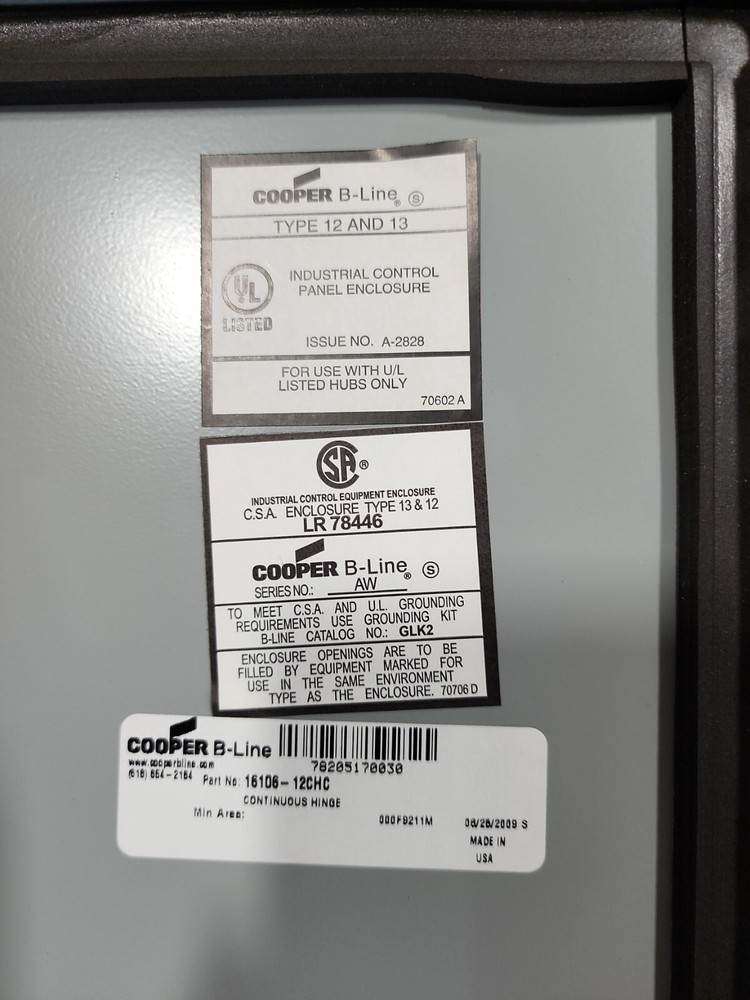 COOPER B-Line® Ⓢ
TYPE 12 AND 13
UL
LISTED
INDUSTRIAL CONTROL
PANEL ENCLOSURE
ISSUE NO. A-2828
FOR USE WITH U/L
LISTED HUBS ONLY
70602 A
SA ®
INDUSTRIAL CONTROL EQUIPMENT ENCLOSURE
C.S.A. ENCLOSURE TYPE 13 & 12
LR 78446
COOPER B-Line® Ⓢ
SERIES NO.: AW
TO MEET C.S.A. AND U.L. GROUNDING
REQUIREMENTS USE GROUNDING KIT
B-LINE CATALOG NO.: GLK2
ENCLOSURE OPENINGS ARE TO BE
FILLED BY EQUIPMENT MARKED FOR
USE IN THE SAME ENVIRONMENT
TYPE AS THE ENCLOSURE. 70706 D
COOPER B-Line
78205170030
www.cooperbline.com
(618) 654-2184 Part No: 16106-12CHC
CONTINUOUS HINGE
Min Area:
000F9211M 06/26/2009 S
MADE IN
USA